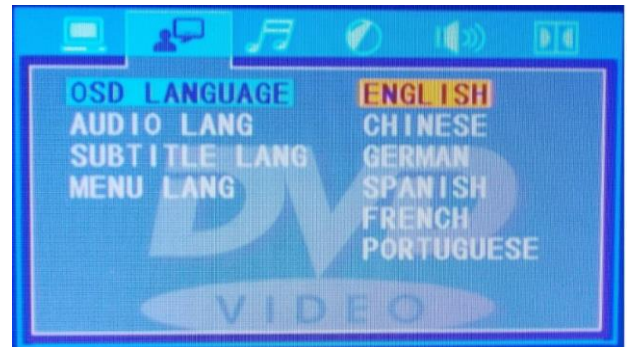 OSD LANGUAGE ENGLISH
AUDIO LANG CHINESE
SUBTITLE LANG GERMAN
MENU LANG SPANISH
FRENCH
PORTUGUESE
DVD
VIDEO